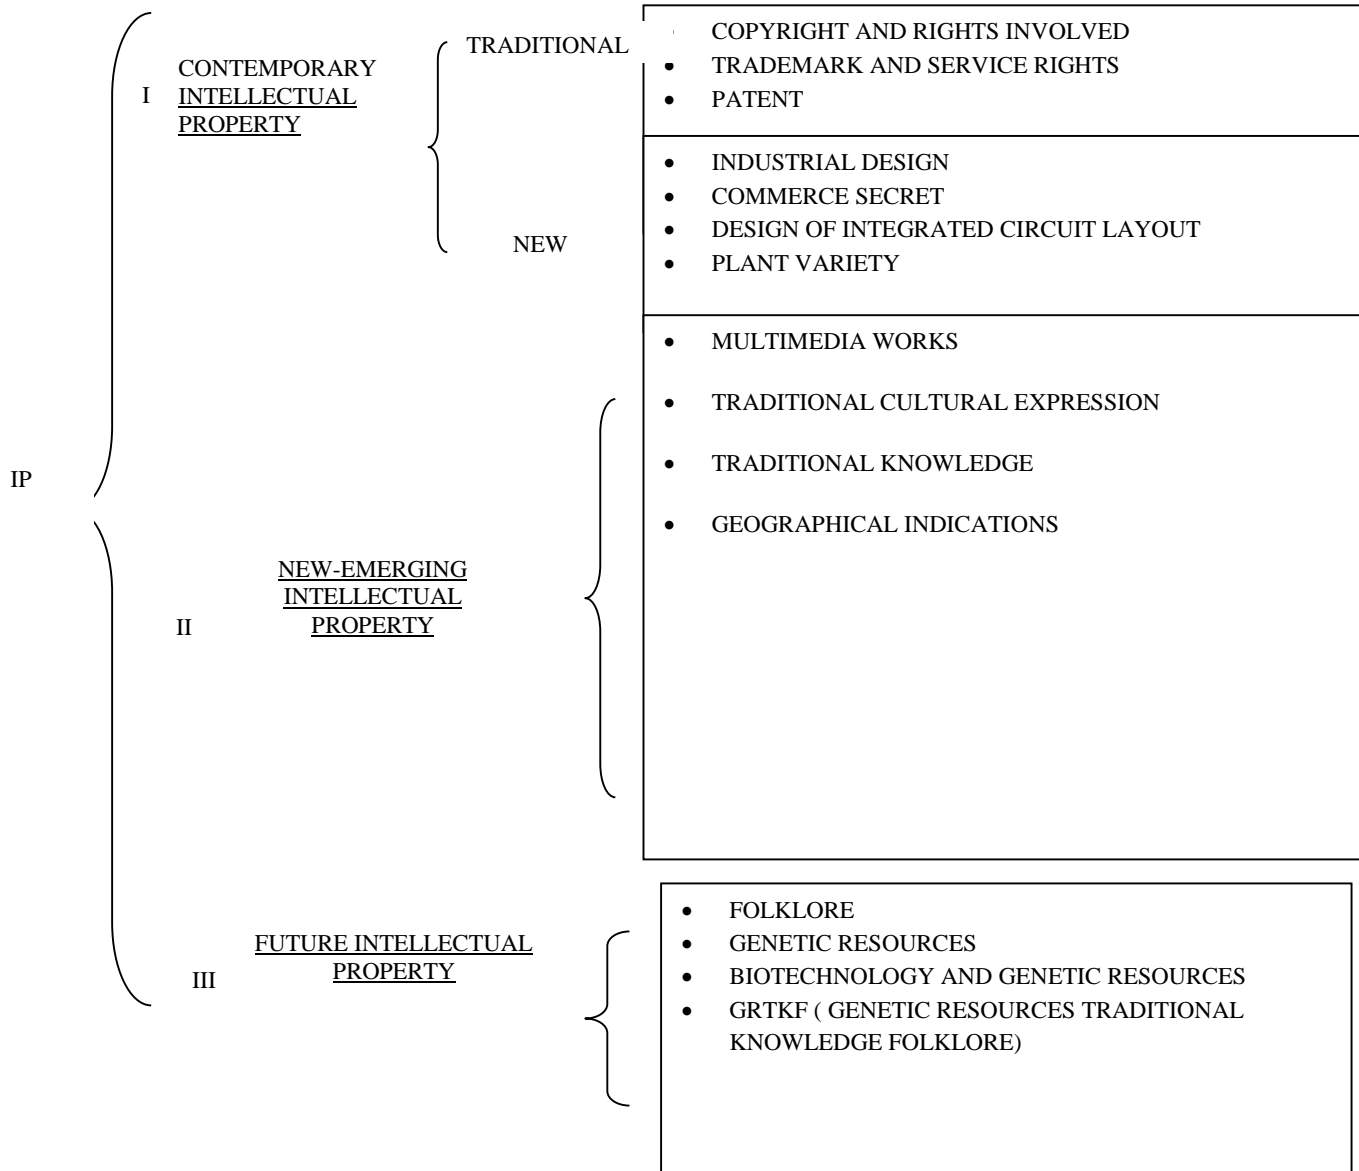 IP
I
CONTEMPORARY
INTELLECTUAL
PROPERTY
TRADITIONAL
• COPYRIGHT AND RIGHTS INVOLVED
• TRADEMARK AND SERVICE RIGHTS
• PATENT
NEW
• INDUSTRIAL DESIGN
• COMMERCE SECRET
• DESIGN OF INTEGRATED CIRCUIT LAYOUT
• PLANT VARIETY
II
NEW-EMERGING
INTELLECTUAL
PROPERTY
• MULTIMEDIA WORKS
• TRADITIONAL CULTURAL EXPRESSION
• TRADITIONAL KNOWLEDGE
• GEOGRAPHICAL INDICATIONS
III
FUTURE INTELLECTUAL
PROPERTY
• FOLKLORE
• GENETIC RESOURCES
• BIOTECHNOLOGY AND GENETIC RESOURCES
• GRTKF ( GENETIC RESOURCES TRADITIONAL
KNOWLEDGE FOLKLORE)